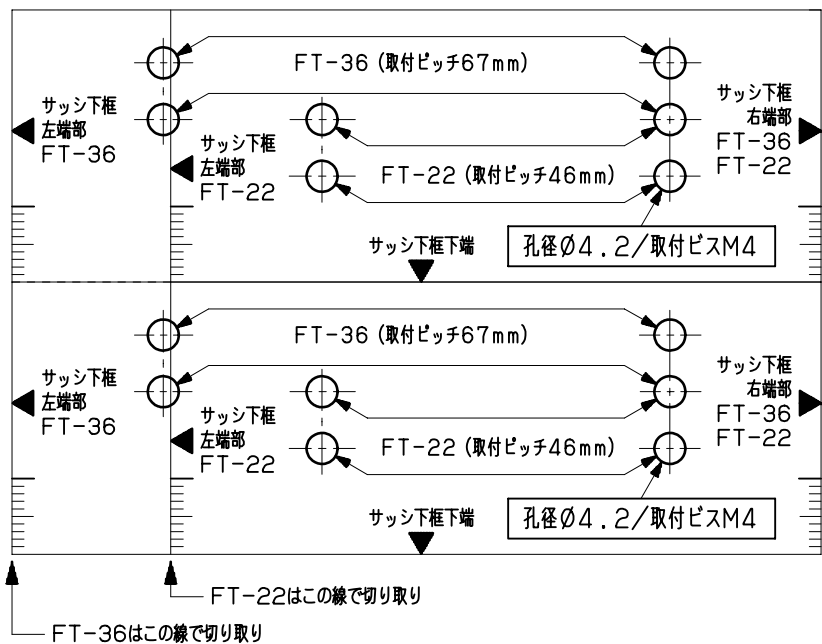 FT-36 (取付ピッチ67mm)
サッシ下框
左端部
FT-36
サッシ下框
右端部
FT-36
FT-22
サッシ下框
左端部
FT-22
FT-22 (取付ピッチ46mm)
サッシ下框下端
孔径Ø4.2/取付ビスM4
FT-36 (取付ピッチ67mm)
サッシ下框
左端部
FT-36
サッシ下框
右端部
FT-36
FT-22
サッシ下框
左端部
FT-22
FT-22 (取付ピッチ46mm)
サッシ下框下端
孔径Ø4.2/取付ビスM4
FT-22はこの線で切り取り
FT-36はこの線で切り取り